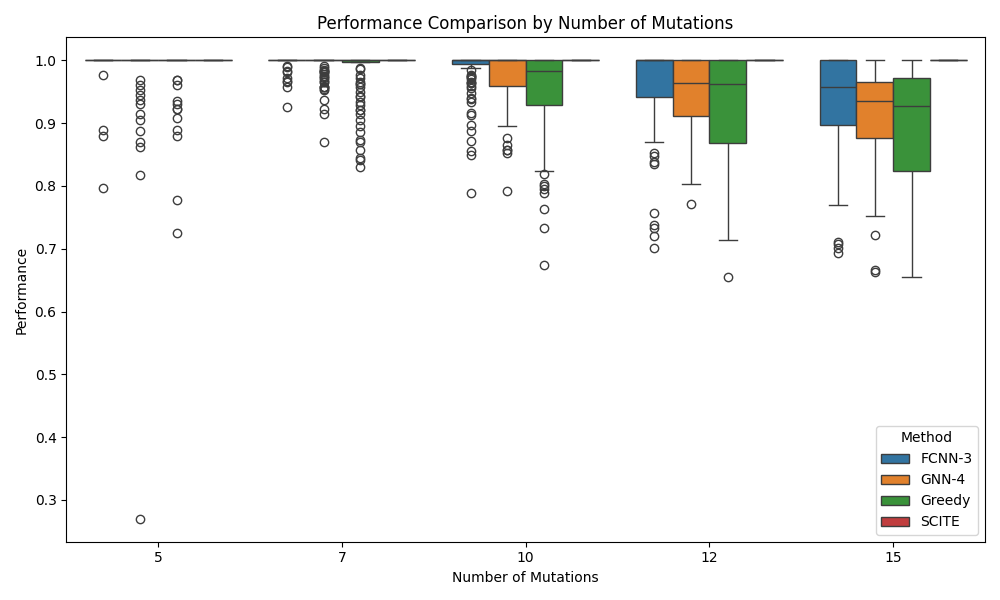 Performance Comparison by Number of Mutations
Performance
1.0
0.9
0.8
0.7
0.6
0.5
0.4
0.3
5
7
10
12
15
Number of Mutations
Method
FCNN-3
GNN-4
Greedy
SCITE